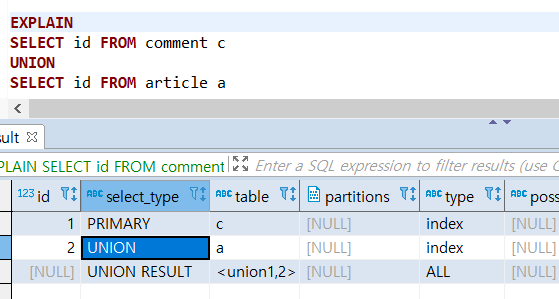 EXPLAIN
SELECT id FROM comment c
UNION
SELECT id FROM article a
sult
PLAIN SELECT id FROM comment Enter a SQL expression to filter results (use C
123 id ABC select_type ABC table partitions ABC type ABC poss
1 PRIMARY c [NULL] index [NULL]
2 UNION a [NULL] index [NULL]
[NULL] UNION RESULT <union1,2> [NULL] ALL [NULL]